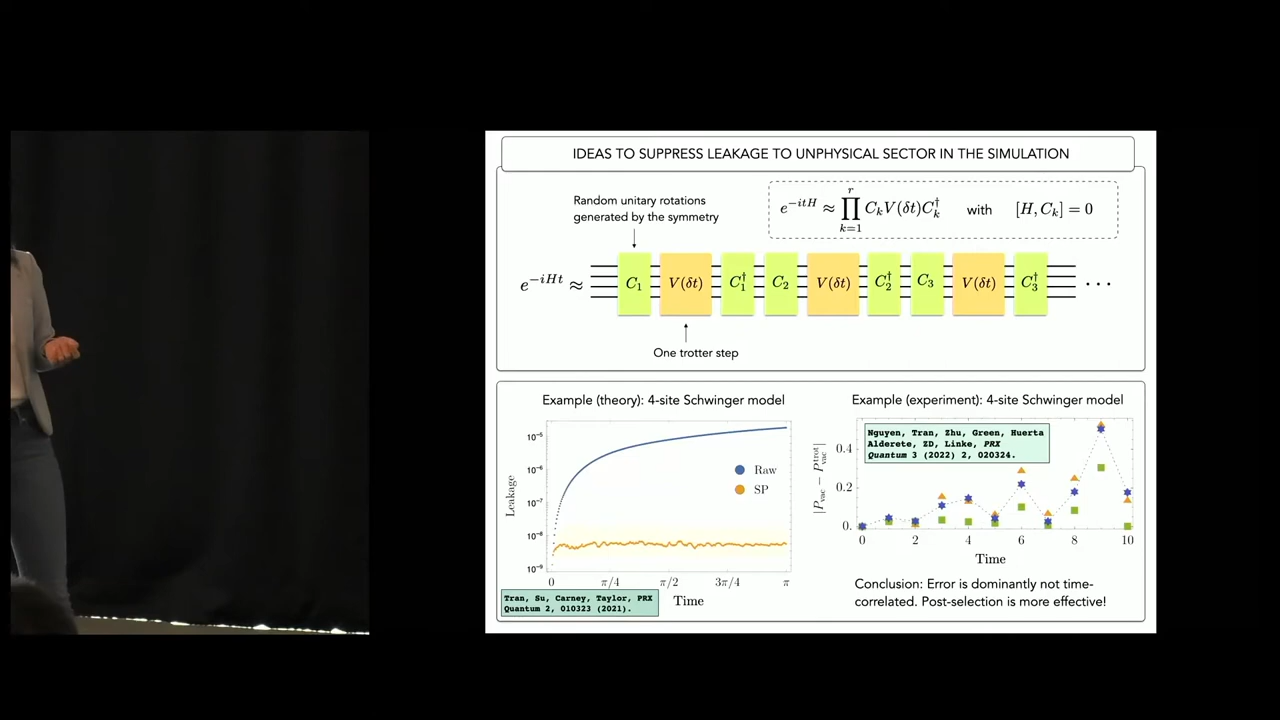 IDEAS TO SUPPRESS LEAKAGE TO UNPHYSICAL SECTOR IN THE SIMULATION
Random unitary rotations
generated by the symmetry
e^{-itH} ≈ ∏_{k=1}^{r} C_k V(δt) C_k^† with [H, C_k] = 0
e^{-iHt} ≈ C_1 V(δt) C_1^† C_2 V(δt) C_2^† C_3 V(δt) C_3^† ···
One trotter step
Example (theory): 4-site Schwinger model
Leakage
10^{-5}
10^{-6}
10^{-7}
10^{-8}
10^{-9}
Raw
SP
0 π/4 π/2 3π/4 π
Time
Tran, Su, Carney, Taylor, PRX
Quantum 2, 010323 (2021).
Example (experiment): 4-site Schwinger model
Nguyen, Tran, Zhu, Green, Huerta
Alderete, ZD, Linke, PRX
Quantum 3 (2022) 2, 020324.
|P_vac − P_vac^trot|
0.4
0.2
0.
0 2 4 6 8 10
Time
Conclusion: Error is dominantly not time-
correlated. Post-selection is more effective!